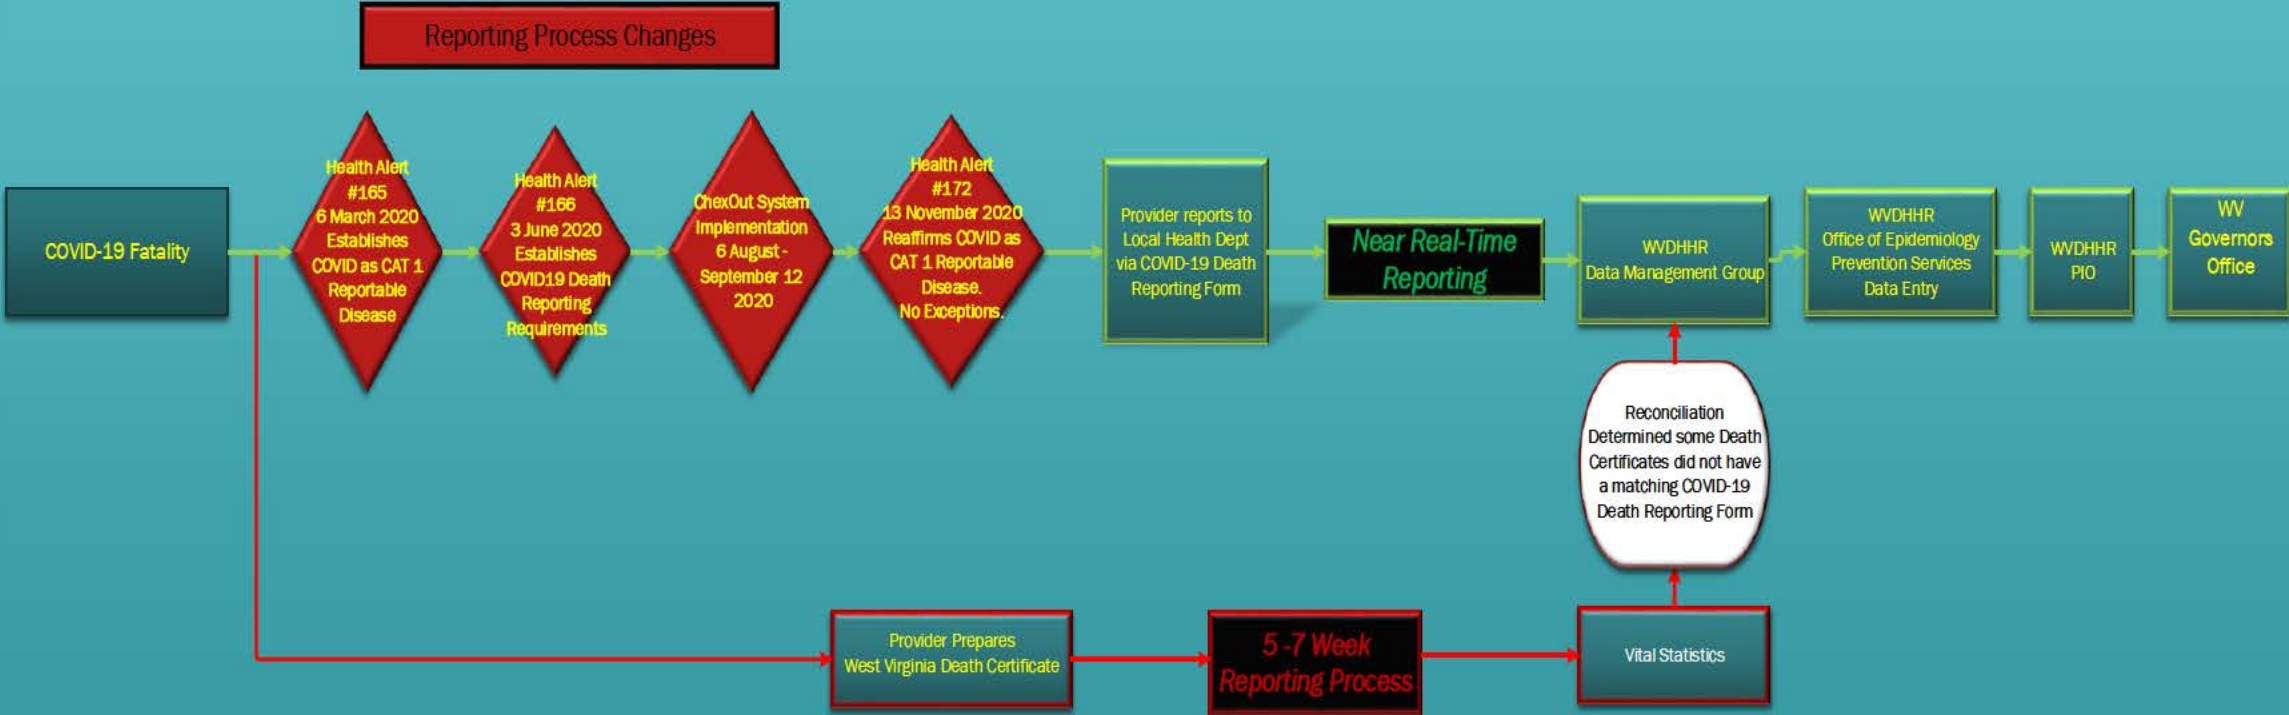 Reporting Process Changes
COVID-19 Fatality
Health Alert
#165
6 March 2020
Establishes
COVID as CAT 1
Reportable
Disease
Health Alert
#166
3 June 2020
Establishes
COVID19 Death
Reporting
Requirements
ChexOut System
Implementation
6 August -
September 12
2020
Health Alert
#172
13 November 2020
Reaffirms COVID as
CAT 1 Reportable
Disease.
No Exceptions.
Provider reports to
Local Health Dept
via COVID-19 Death
Reporting Form
Near Real-Time
Reporting
WVDHHR
Data Management Group
WVDHHR
Office of Epidemiology
Prevention Services
Data Entry
WVDHHR
PIO
WV
Governors
Office
Reconciliation
Determined some Death
Certificates did not have
a matching COVID-19
Death Reporting Form
Provider Prepares
West Virginia Death Certificate
5 -7 Week
Reporting Process
Vital Statistics